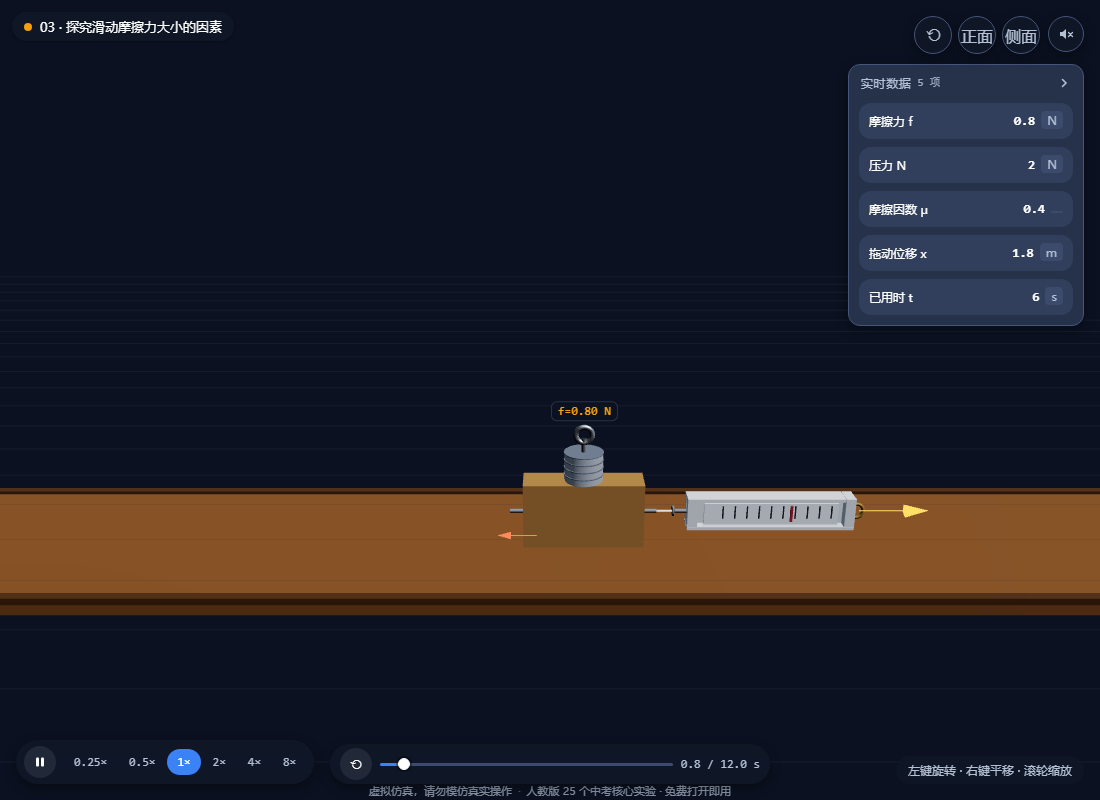 03 · 探究滑动摩擦力大小的因素
正面
侧面
实时数据 5 项
摩擦力 f 0.8 N
压力 N 2 N
摩擦因数 μ 0.4 —
拖动位移 x 1.8 m
已用时 t 6 s
f=0.80 N
0.25× 0.5× 1× 2× 4× 8×
0.8 / 12.0 s
左键旋转 · 右键平移 · 滚轮缩放
虚拟仿真，请勿模仿真实操作 · 人教版 25 个中考核心实验 · 免费打开即用